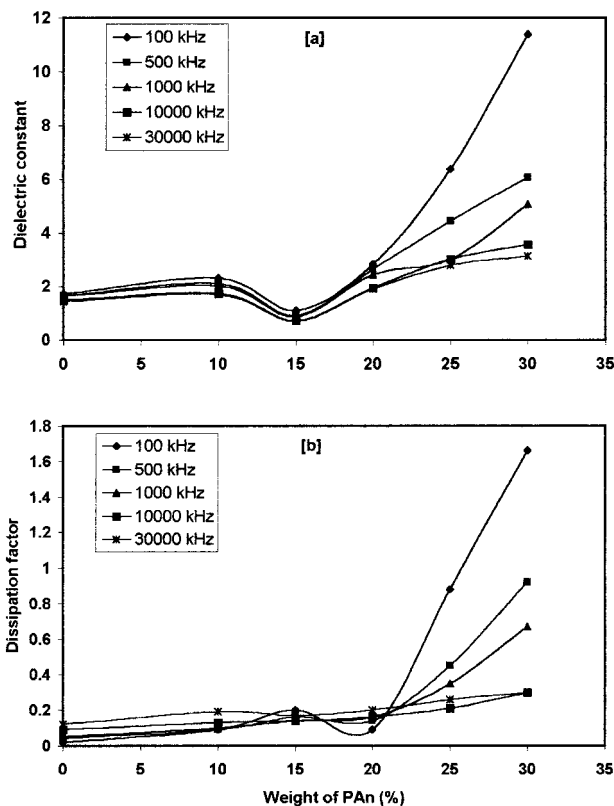 [a]
100 kHz
500 kHz
1000 kHz
10000 kHz
30000 kHz
Dielectric constant
12
10
8
6
4
2
0
0 5 10 15 20 25 30 35
[b]
100 kHz
500 kHz
1000 kHz
10000 kHz
30000 kHz
Dissipation factor
1.8
1.6
1.4
1.2
1
0.8
0.6
0.4
0.2
0
0 5 10 15 20 25 30 35
Weight of PAn (%)